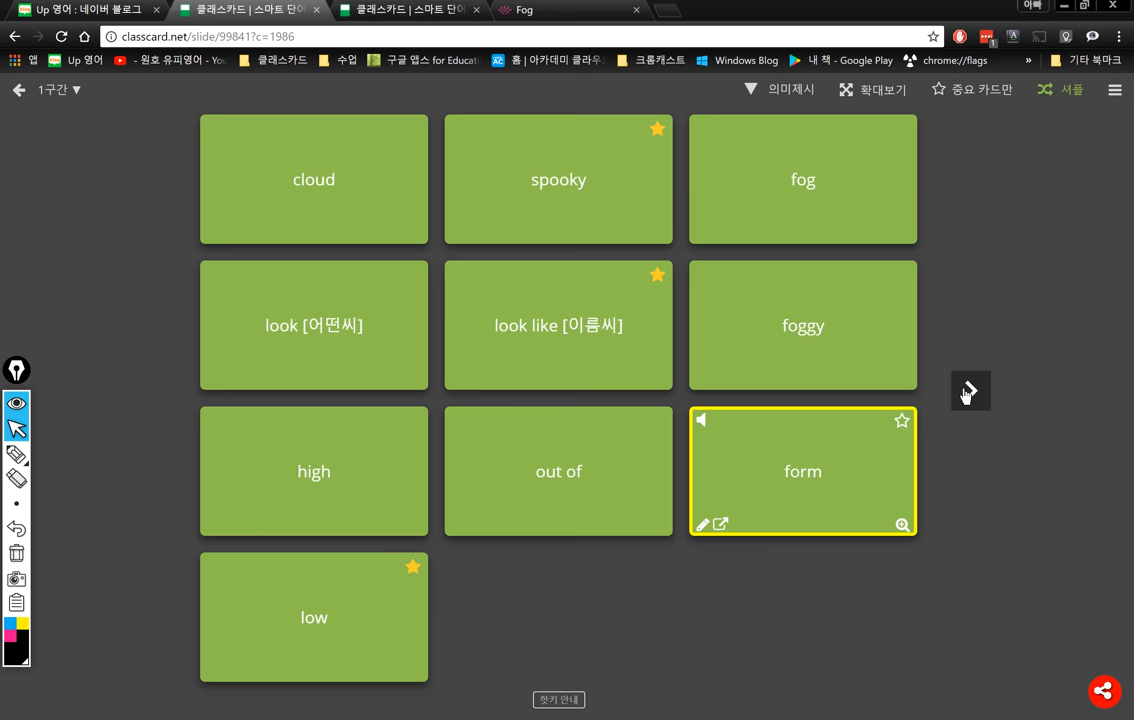 Up 영어 : 네이버 블로그
클래스카드 | 스마트 단어
클래스카드 | 스마트 단어
Fog
아빠
classcard.net/slide/99841?c=1986
앱
Up 영어
- 원호 유피영어 - You
클래스카드
수업
구글 앱스 for Educati
홈 | 아카데미 클라우
크롬캐스트
Windows Blog
내 책 - Google Play
chrome://flags
»
기타 북마크
1구간 ▼
▼ 의미제시
확대보기
중요 카드만
셔플
cloud
spooky
fog
look [어떤씨]
look like [이름씨]
foggy
high
out of
form
low
핫키 안내